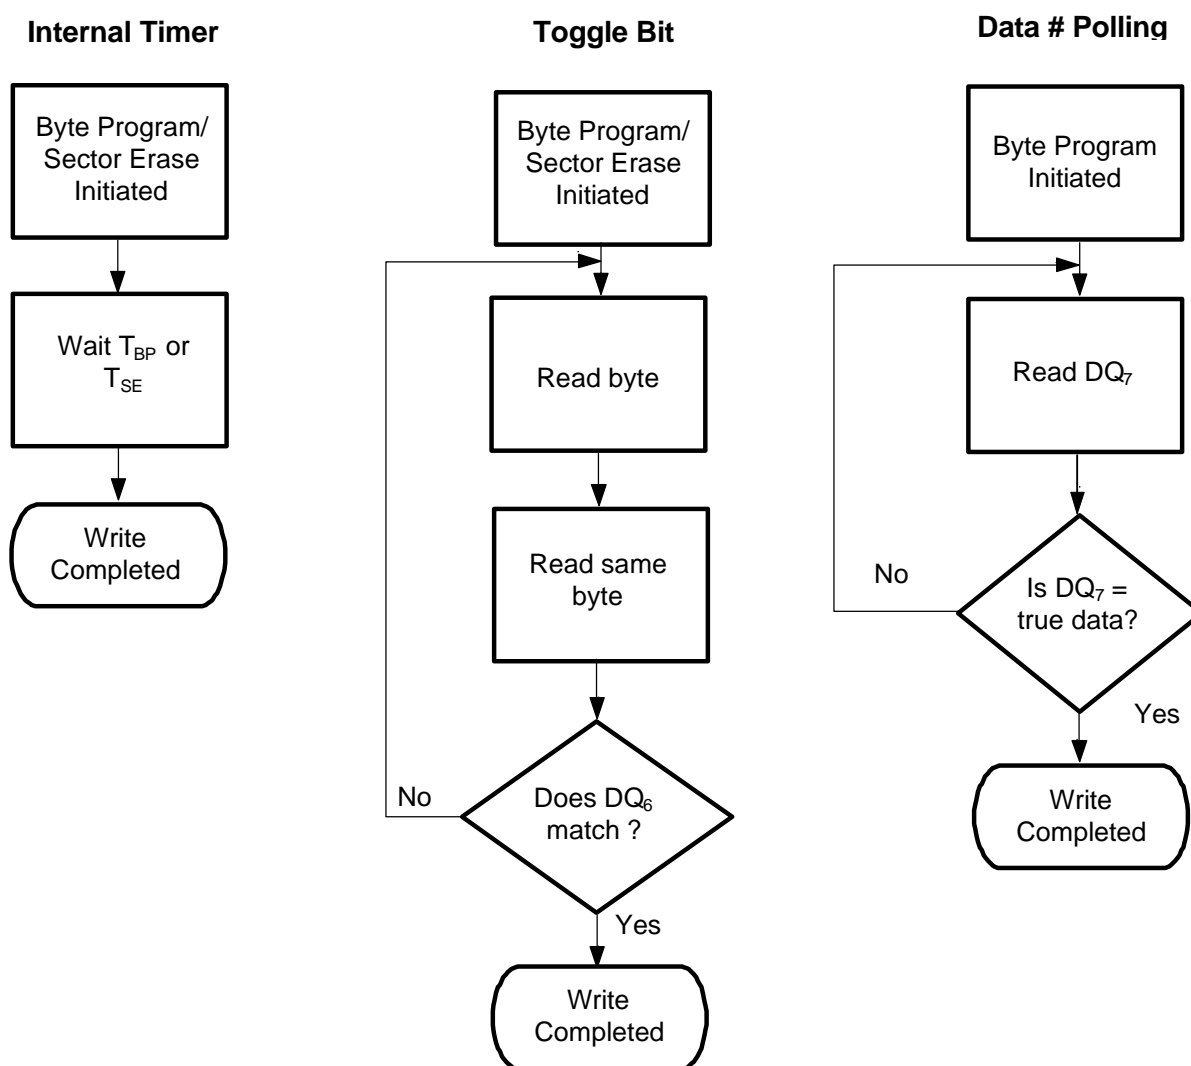 Internal Timer
Byte Program/
Sector Erase
Initiated
Wait T_BP or
T_SE
Write
Completed
Toggle Bit
Byte Program/
Sector Erase
Initiated
Read byte
Read same
byte
Does DQ₆
match ?
No
Yes
Write
Completed
Data # Polling
Byte Program
Initiated
Read DQ₇
Is DQ₇ =
true data?
No
Yes
Write
Completed